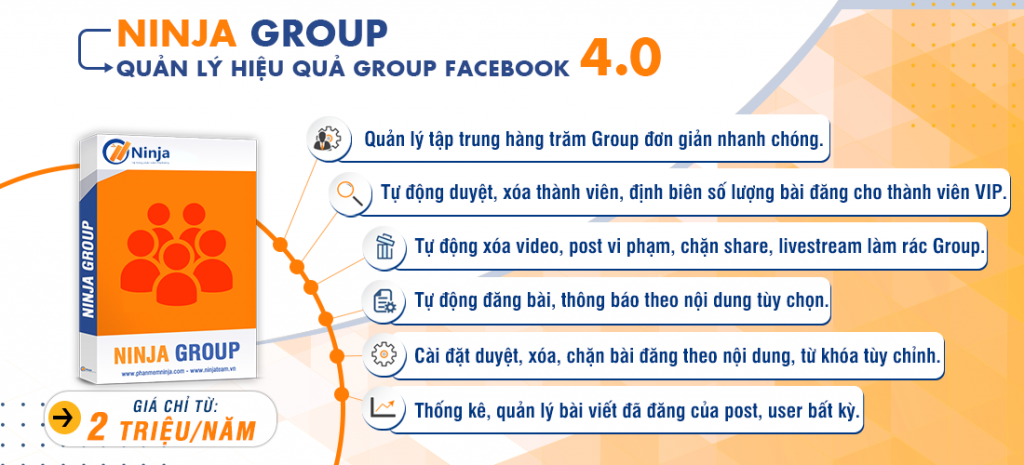 NINJA GROUP
QUẢN LÝ HIỆU QUẢ GROUP FACEBOOK 4.0
Quản lý tập trung hàng trăm Group đơn giản nhanh chóng.
Tự động duyệt, xóa thành viên, định biên số lượng bài đăng cho thành viên VIP.
Tự động xóa video, post vi phạm, chặn share, livestream làm rác Group.
Tự động đăng bài, thông báo theo nội dung tùy chọn.
Cài đặt duyệt, xóa, chặn bài đăng theo nội dung, từ khóa tùy chỉnh.
Thống kê, quản lý bài viết đã đăng của post, user bất kỳ.
Ninja
NINJA GROUP
NINJA GROUP
www.phanmemninja.com - www.ninjateam.vn
GIÁ CHỈ TỪ:
2 TRIỆU/NĂM